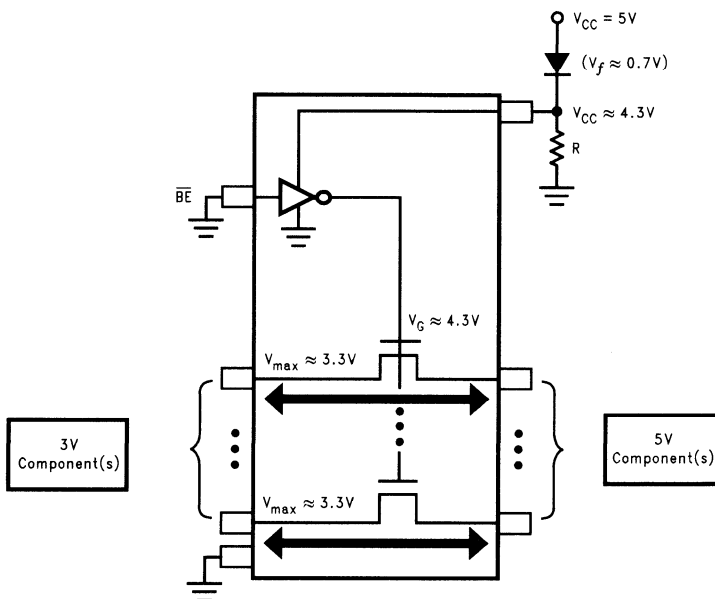 V_CC = 5V
(V_f ≈ 0.7V)
V_CC ≈ 4.3V
R
B̅E̅
V_G ≈ 4.3V
V_max ≈ 3.3V
3V
Component(s)
5V
Component(s)
V_max ≈ 3.3V